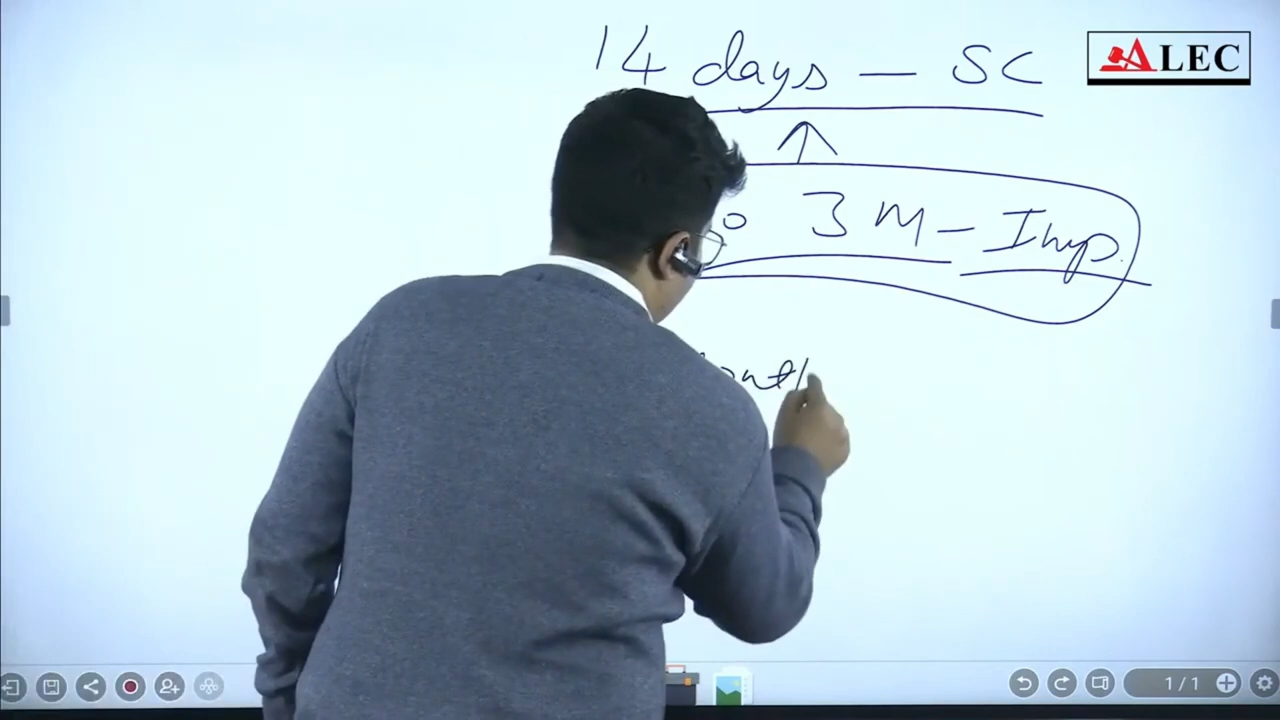 14 days — SC
ALEC
3 M — Imp.
1/1